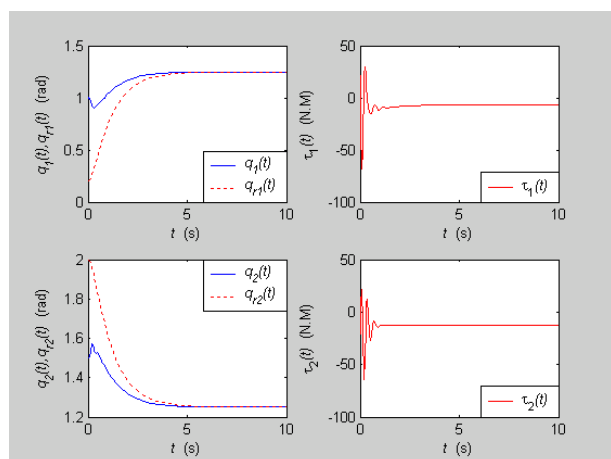 1.5
1
0.5
0
0
5
10
q1(t),qr1(t) (rad)
t (s)
q1(t)
qr1(t)
50
0
-50
-100
0
5
10
τ1(t) (N.M)
t (s)
τ1(t)
2
1.8
1.6
1.4
1.2
0
5
10
q2(t),qr2(t) (rad)
t (s)
q2(t)
qr2(t)
50
0
-50
-100
0
5
10
τ2(t) (N.M)
t (s)
τ2(t)